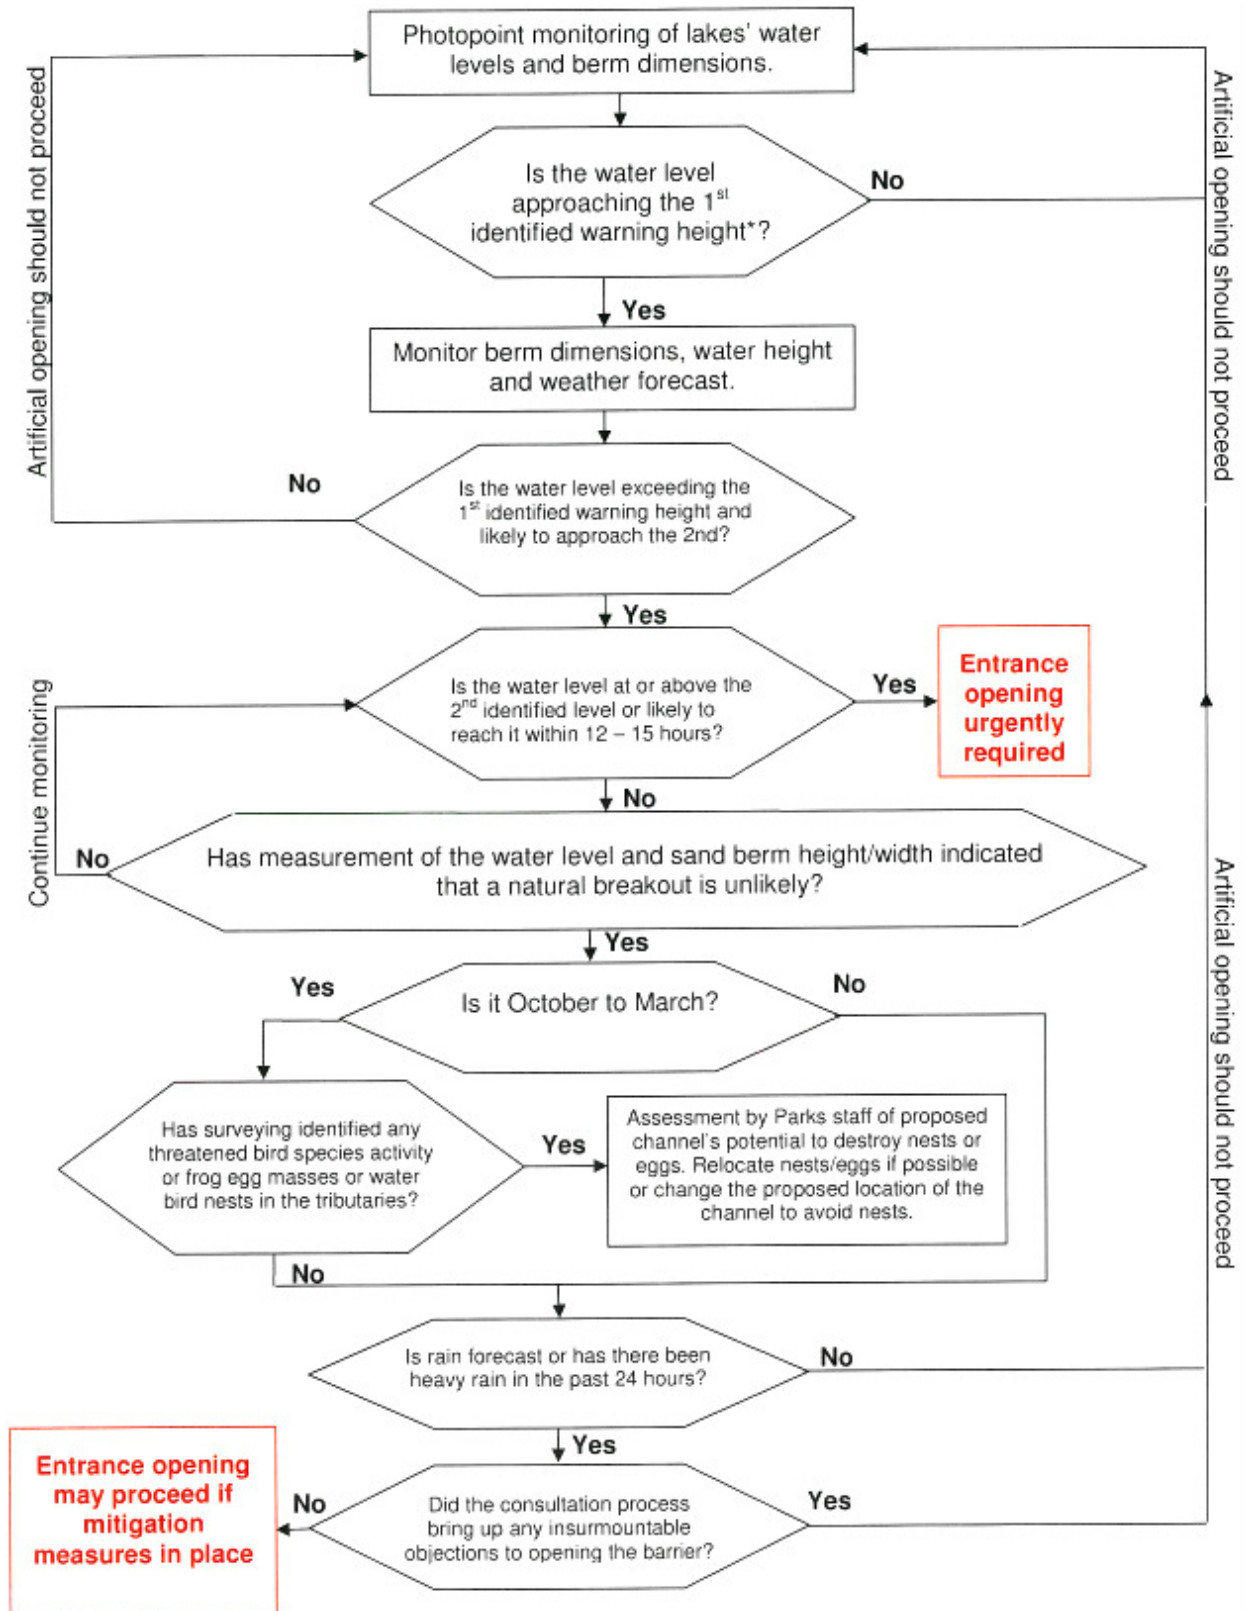 Photopoint monitoring of lakes' water
levels and berm dimensions.
Artificial opening should not proceed
Artificial opening should not proceed
Is the water level
approaching the 1st
identified warning height*?
No
Yes
Monitor berm dimensions, water height
and weather forecast.
No
Is the water level exceeding the
1st identified warning height and
likely to approach the 2nd?
Yes
Continue monitoring
Is the water level at or above the
2nd identified level or likely to
reach it within 12 – 15 hours?
Yes
Entrance
opening
urgently
required
No
No
Has measurement of the water level and sand berm height/width indicated
that a natural breakout is unlikely?
Artificial opening should not proceed
Yes
Yes
Is it October to March?
No
Has surveying identified any
threatened bird species activity
or frog egg masses or water
bird nests in the tributaries?
Yes
Assessment by Parks staff of proposed
channel's potential to destroy nests or
eggs. Relocate nests/eggs if possible
or change the proposed location of the
channel to avoid nests.
No
Is rain forecast or has there been
heavy rain in the past 24 hours?
No
Yes
Entrance opening
may proceed if
mitigation
measures in place
No
Did the consultation process
bring up any insurmountable
objections to opening the barrier?
Yes